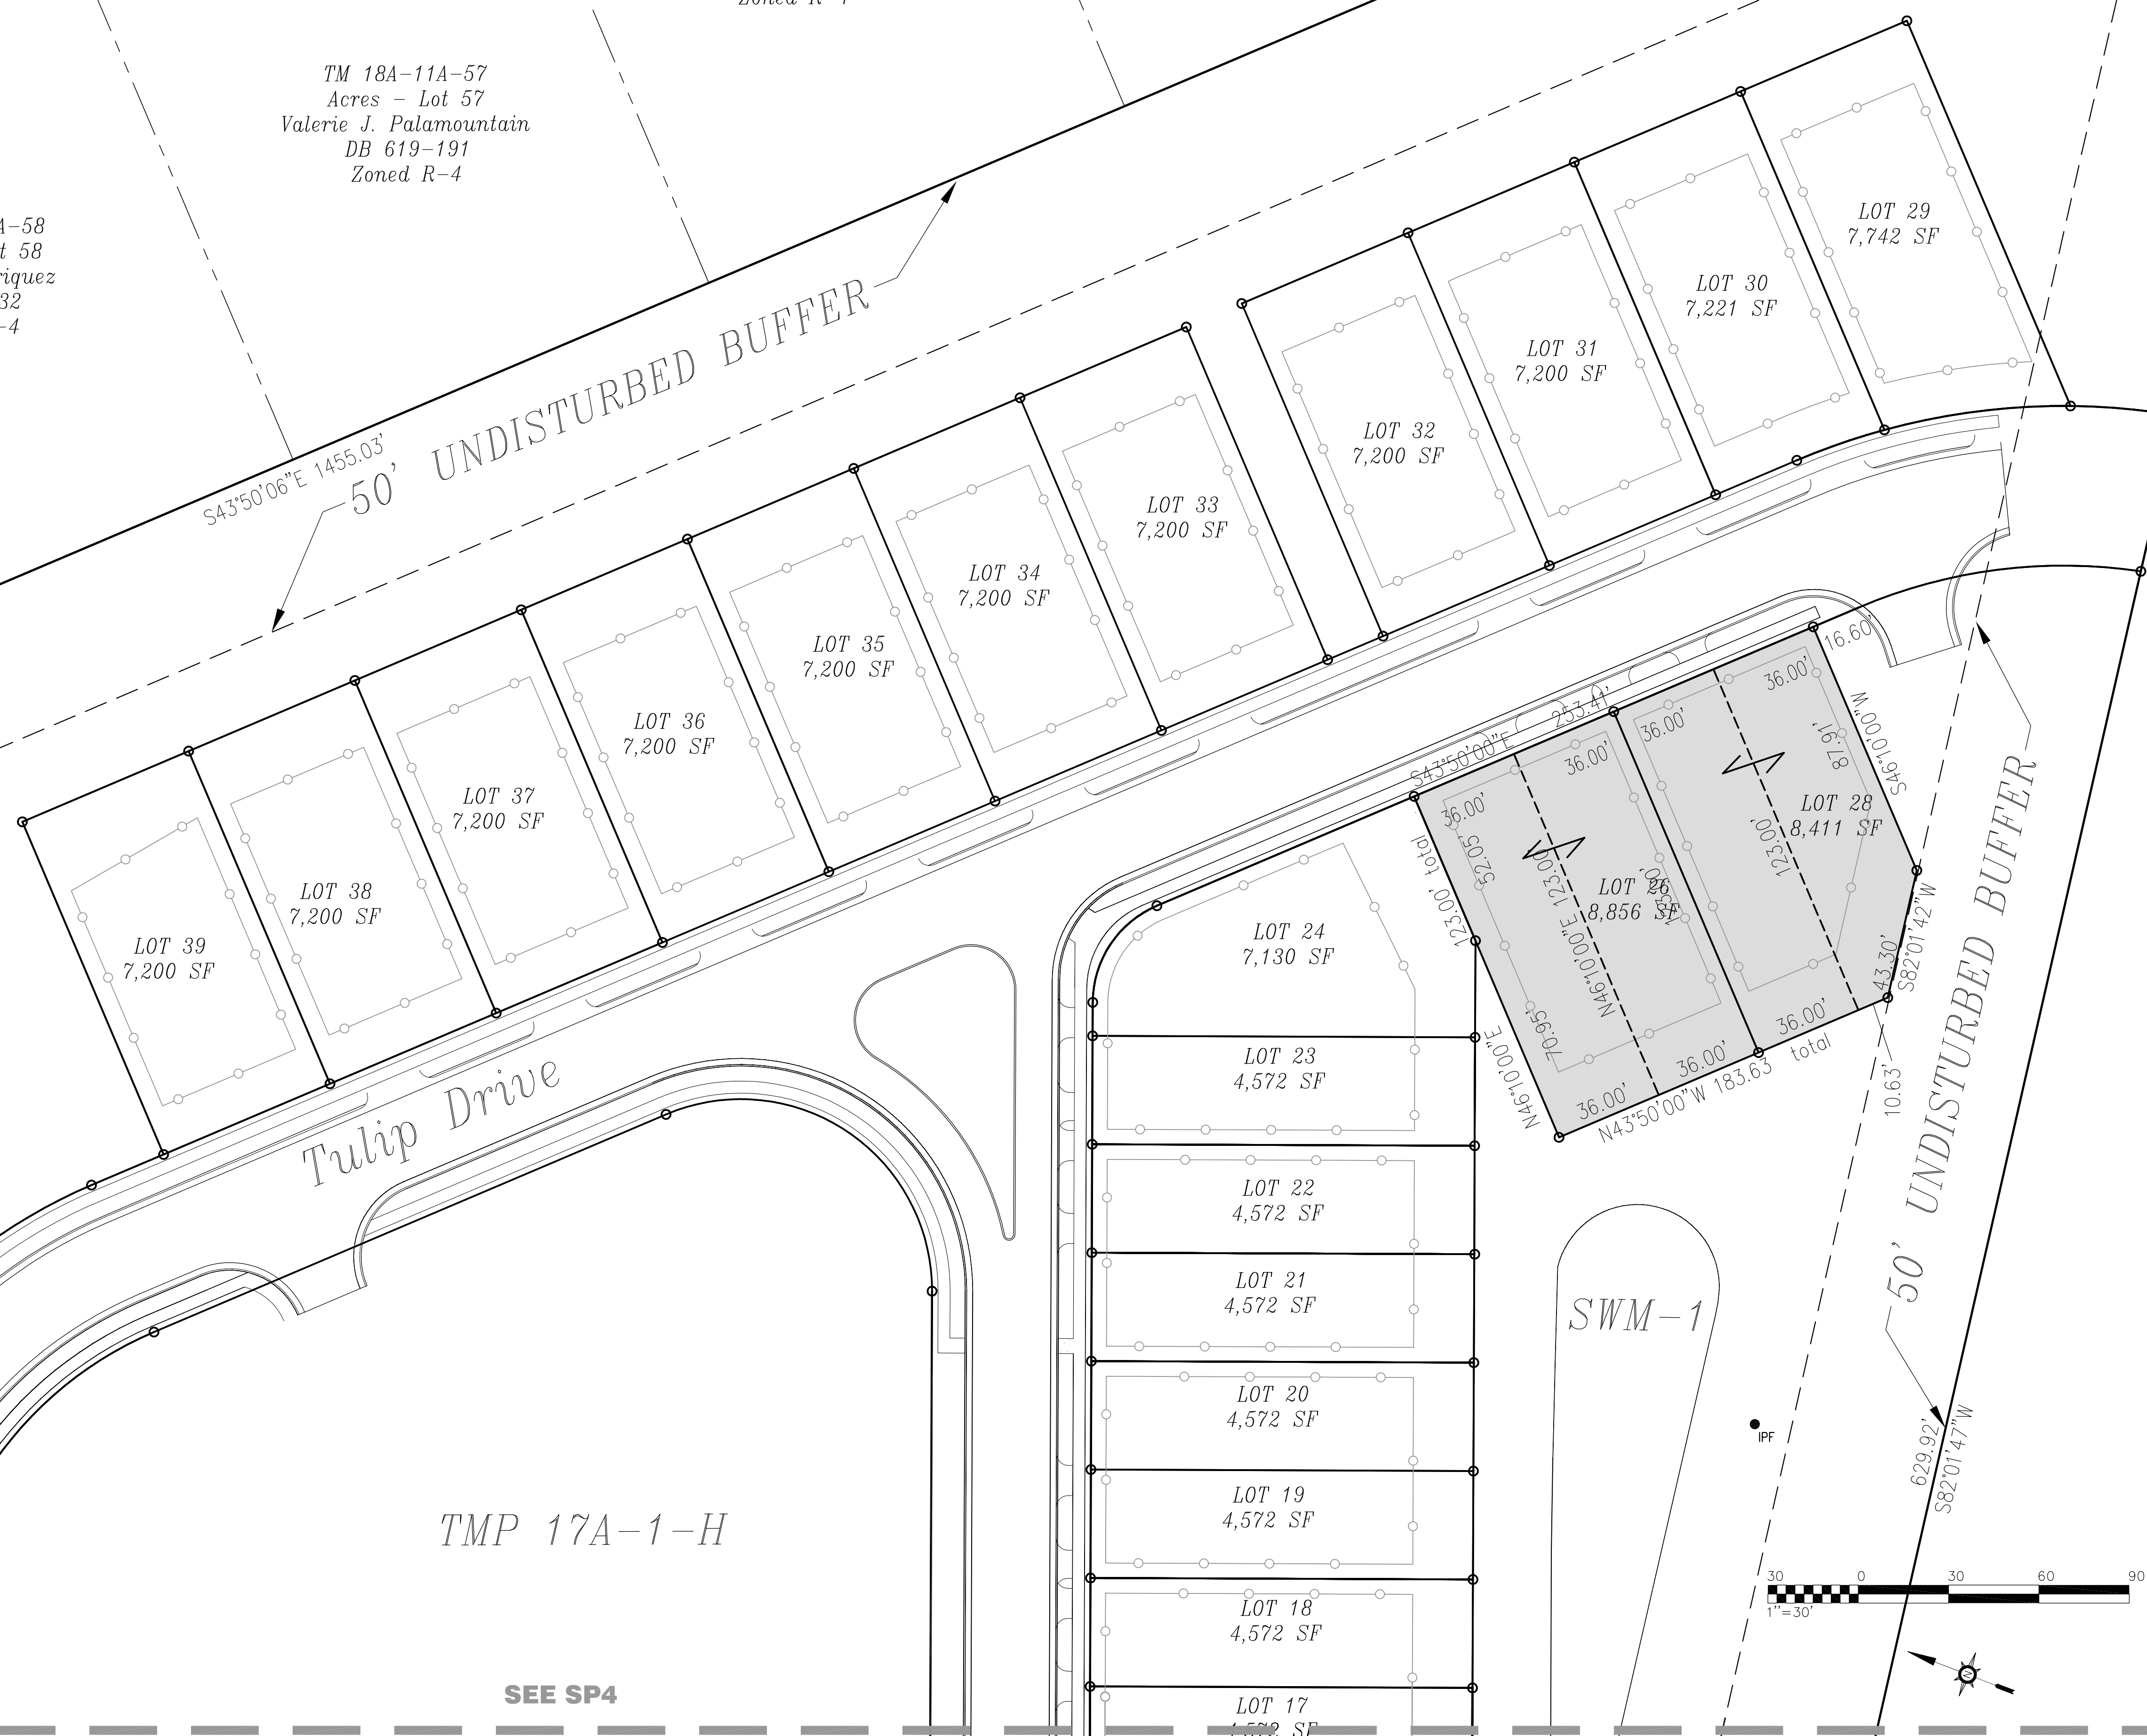 Zoned R-4
TM 18A-11A-57
Acres - Lot 57
Valerie J. Palamountain
DB 619-191
Zoned R-4
A-58
t 58
riquez
32
-4
50' UNDISTURBED BUFFER
S43°50'06"E 1455.03'
LOT 29
7,742 SF
LOT 30
7,221 SF
LOT 31
7,200 SF
LOT 32
7,200 SF
LOT 33
7,200 SF
LOT 34
7,200 SF
LOT 35
7,200 SF
LOT 36
7,200 SF
LOT 37
7,200 SF
LOT 38
7,200 SF
LOT 39
7,200 SF
Tulip Drive
16.60'
36.00'
36.00'
253.41'
36.00'
S43°50'00"E
36.00'
87.91'
S46°10'00"W
LOT 28
8,411 SF
123.00'
123.00' total
52.05'
N46°10'00"E 123.00'
LOT 26
8,856 SF
123.00'
70.95'
N46°10'00"E
43.30'
S82°01'42"W
36.00'
36.00'
36.00'
N43°50'00"W 183.63' total
10.63'
50' UNDISTURBED BUFFER
LOT 24
7,130 SF
LOT 23
4,572 SF
LOT 22
4,572 SF
LOT 21
4,572 SF
LOT 20
4,572 SF
LOT 19
4,572 SF
LOT 18
4,572 SF
LOT 17
4,572 SF
SWM-1
IPF
629.92'
S82°01'47"W
TMP 17A-1-H
30 0 30 60 90
1"=30'
N
SEE SP4